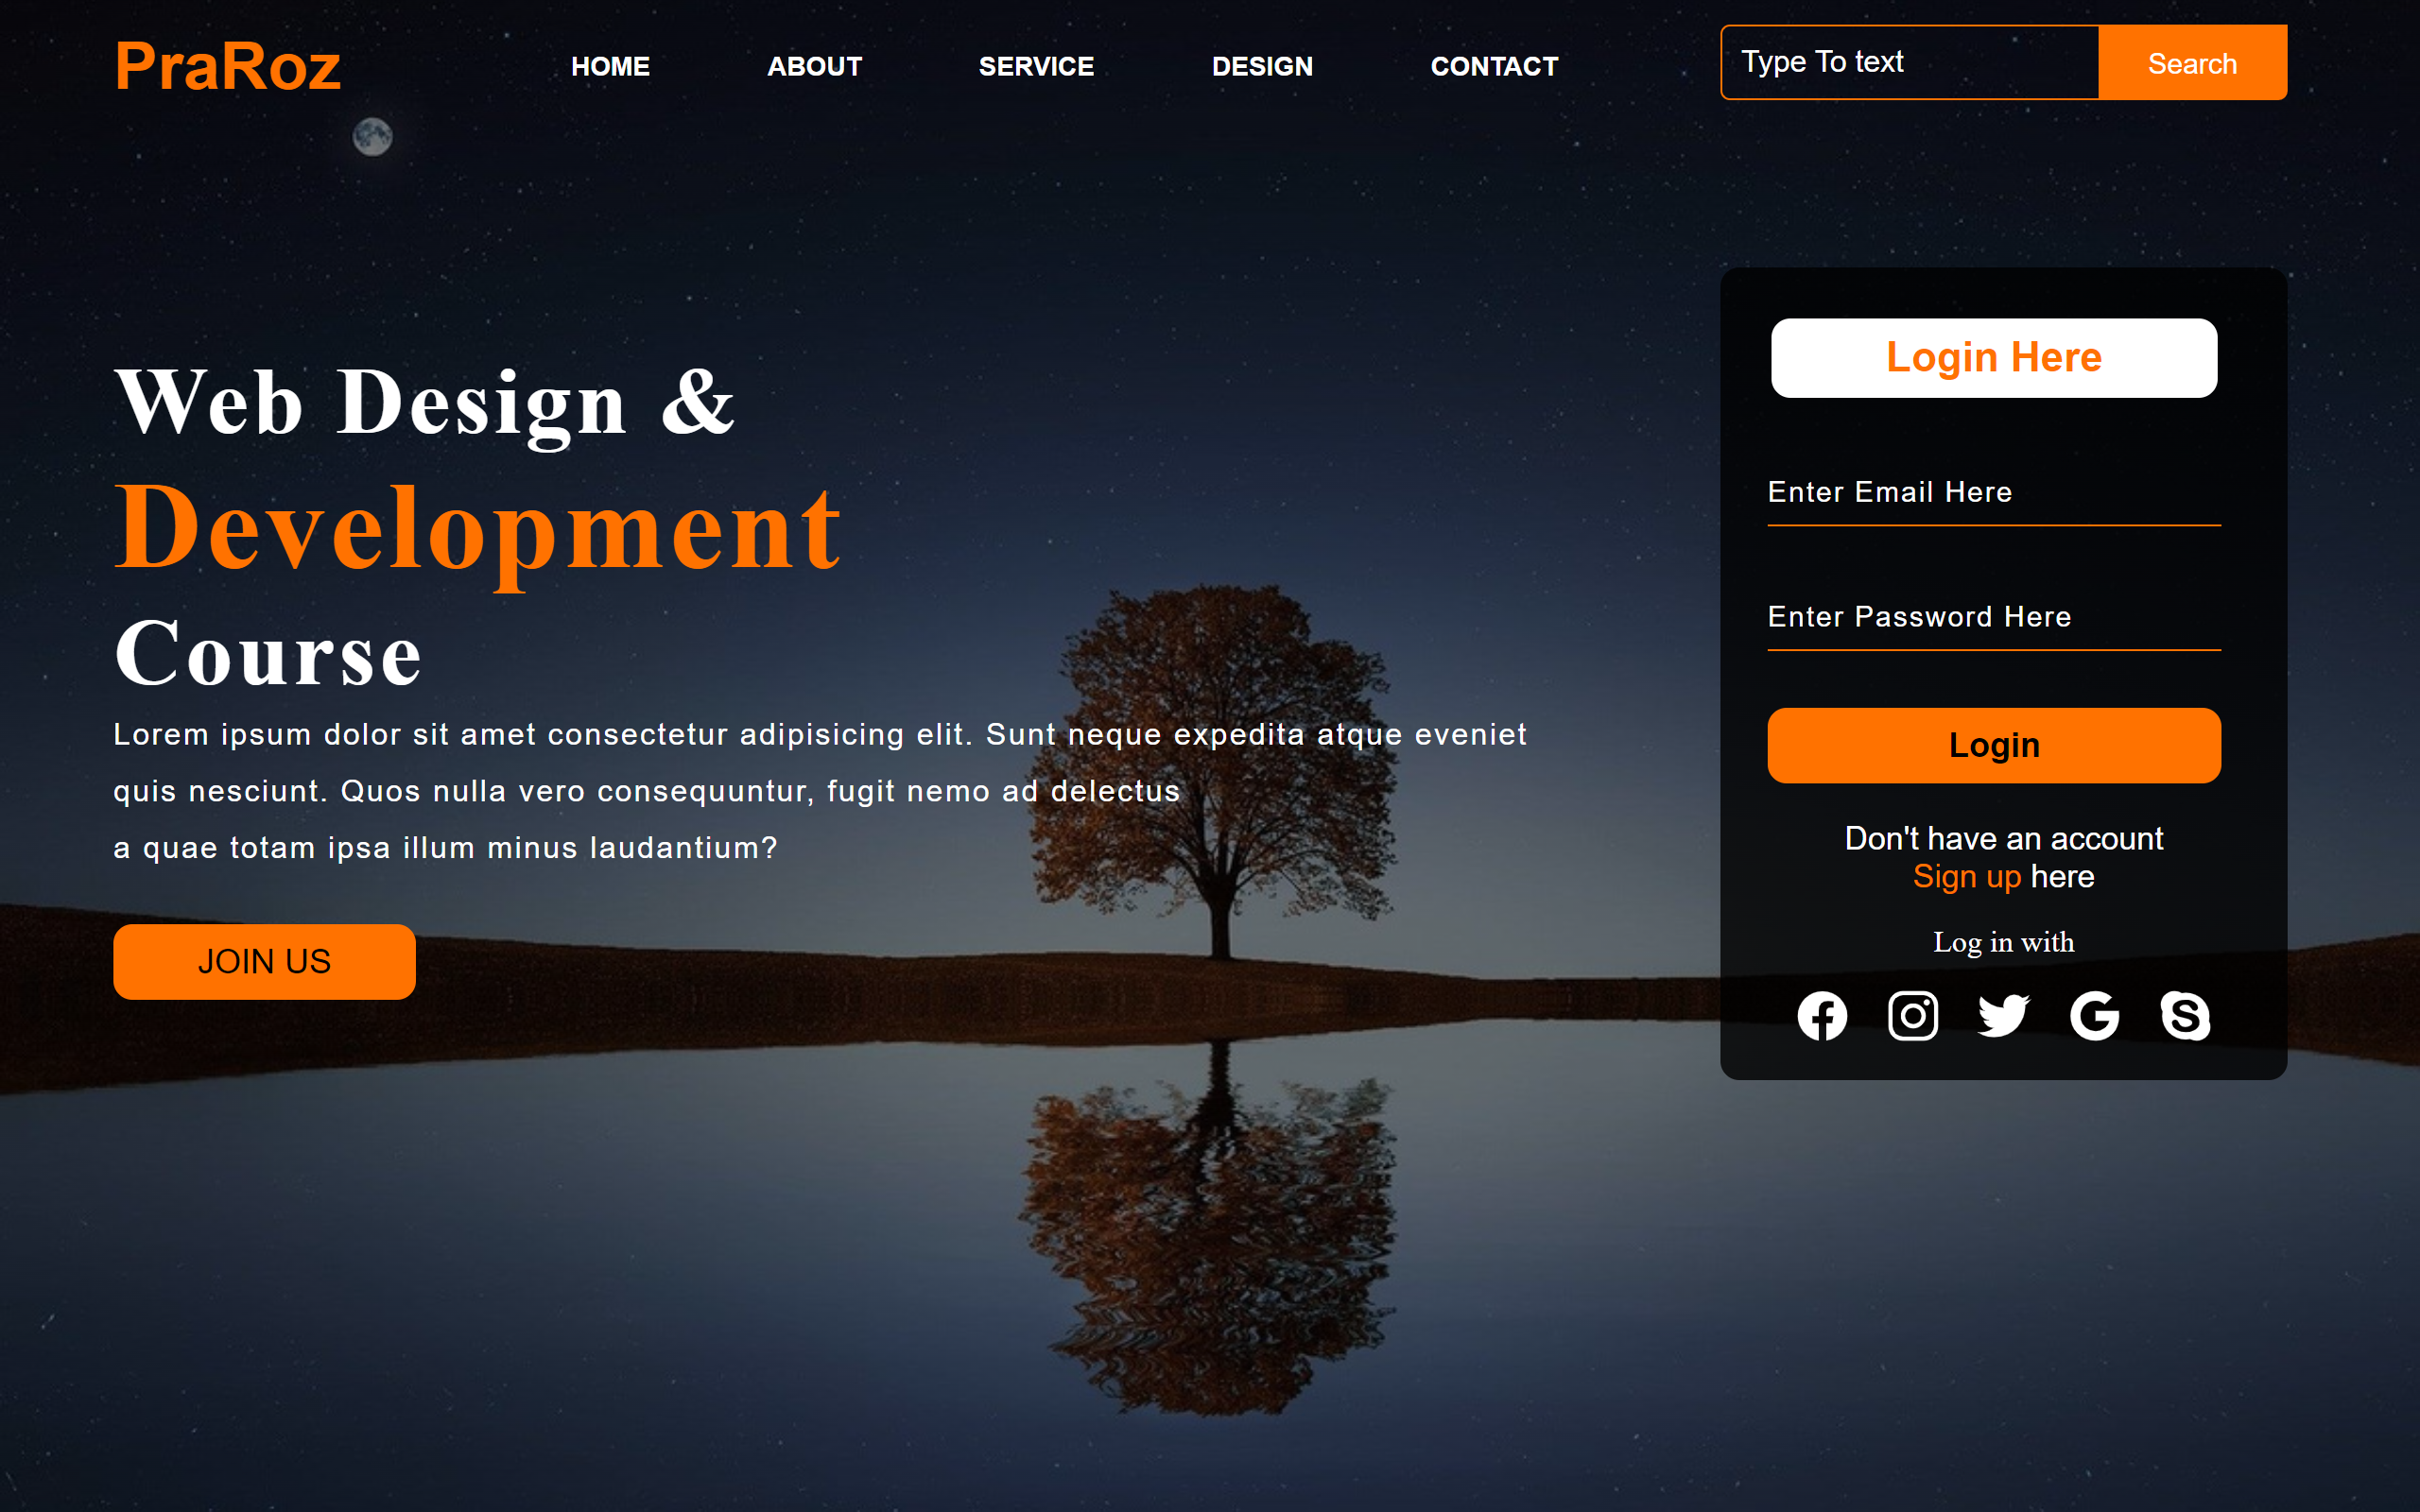 PraRoz
HOME ABOUT SERVICE DESIGN CONTACT
Type To text Search
Web Design &
Development
Course
Lorem ipsum dolor sit amet consectetur adipisicing elit. Sunt neque expedita atque eveniet
quis nesciunt. Quos nulla vero consequuntur, fugit nemo ad delectus
a quae totam ipsa illum minus laudantium?
JOIN US
Login Here
Enter Email Here
Enter Password Here
Login
Don't have an account
Sign up here
Log in with